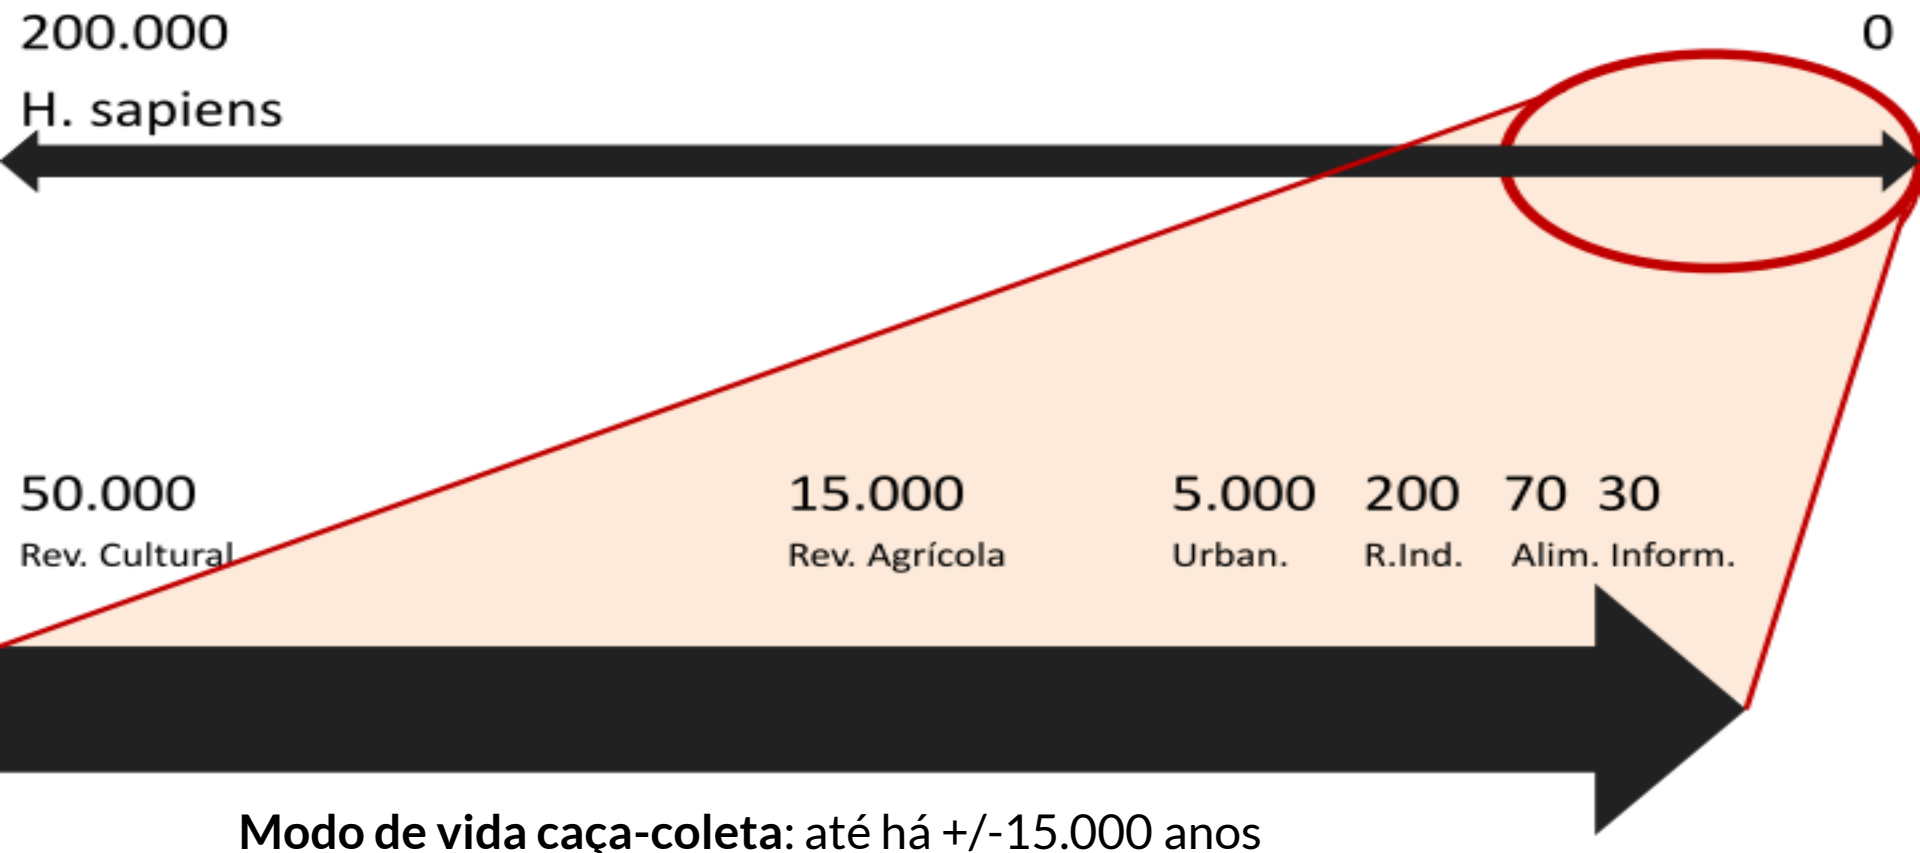 200.000 0
H. sapiens
50.000 15.000 5.000 200 70 30
Rev. Cultural Rev. Agrícola Urban. R.Ind. Alim. Inform.
Modo de vida caça-coleta: até há +/-15.000 anos